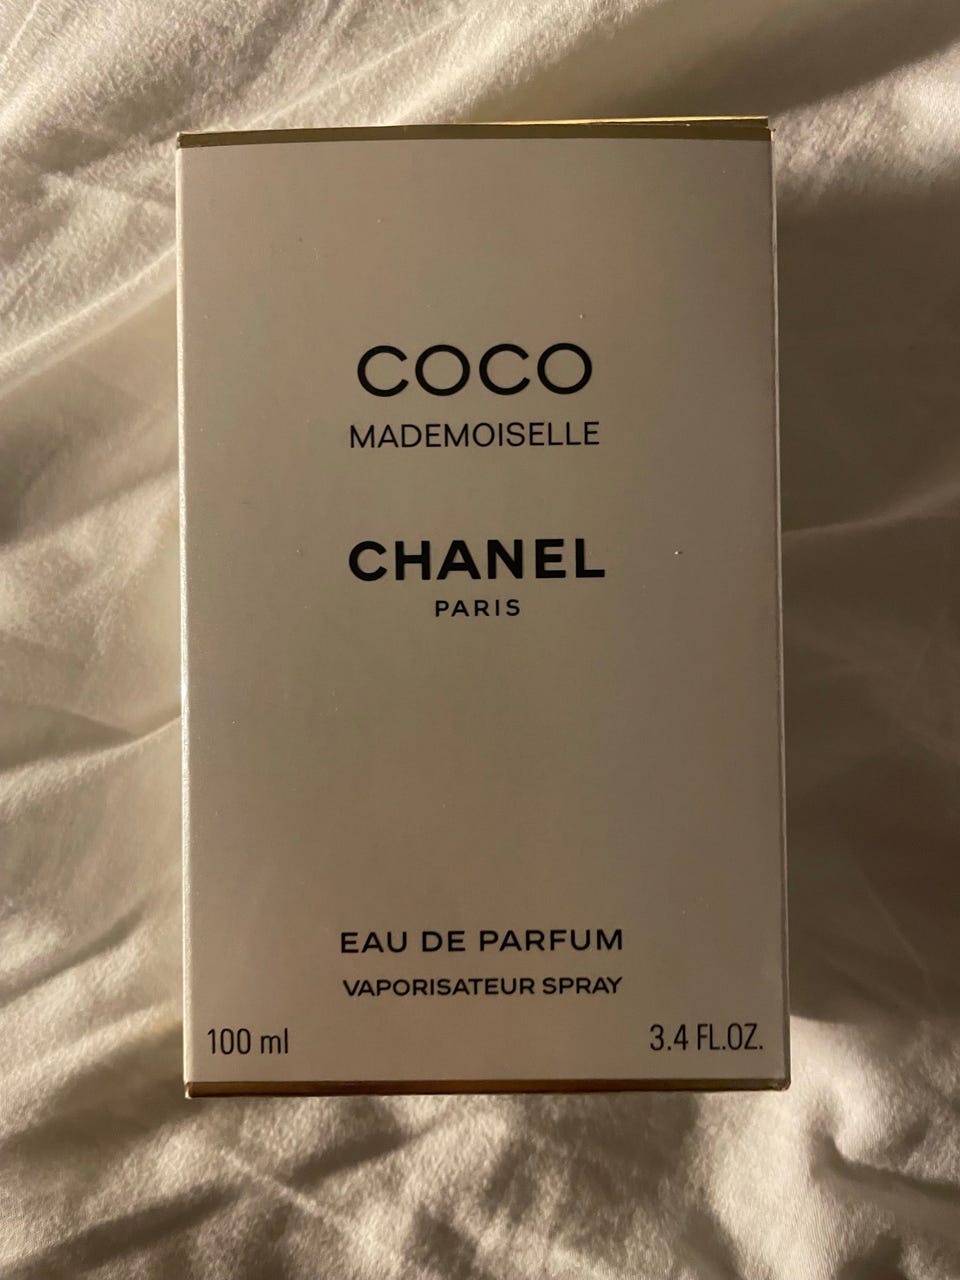 COCO
MADEMOISELLE
CHANEL
PARIS
EAU DE PARFUM
VAPORISATEUR SPRAY
100 ml 3.4 FL.OZ.